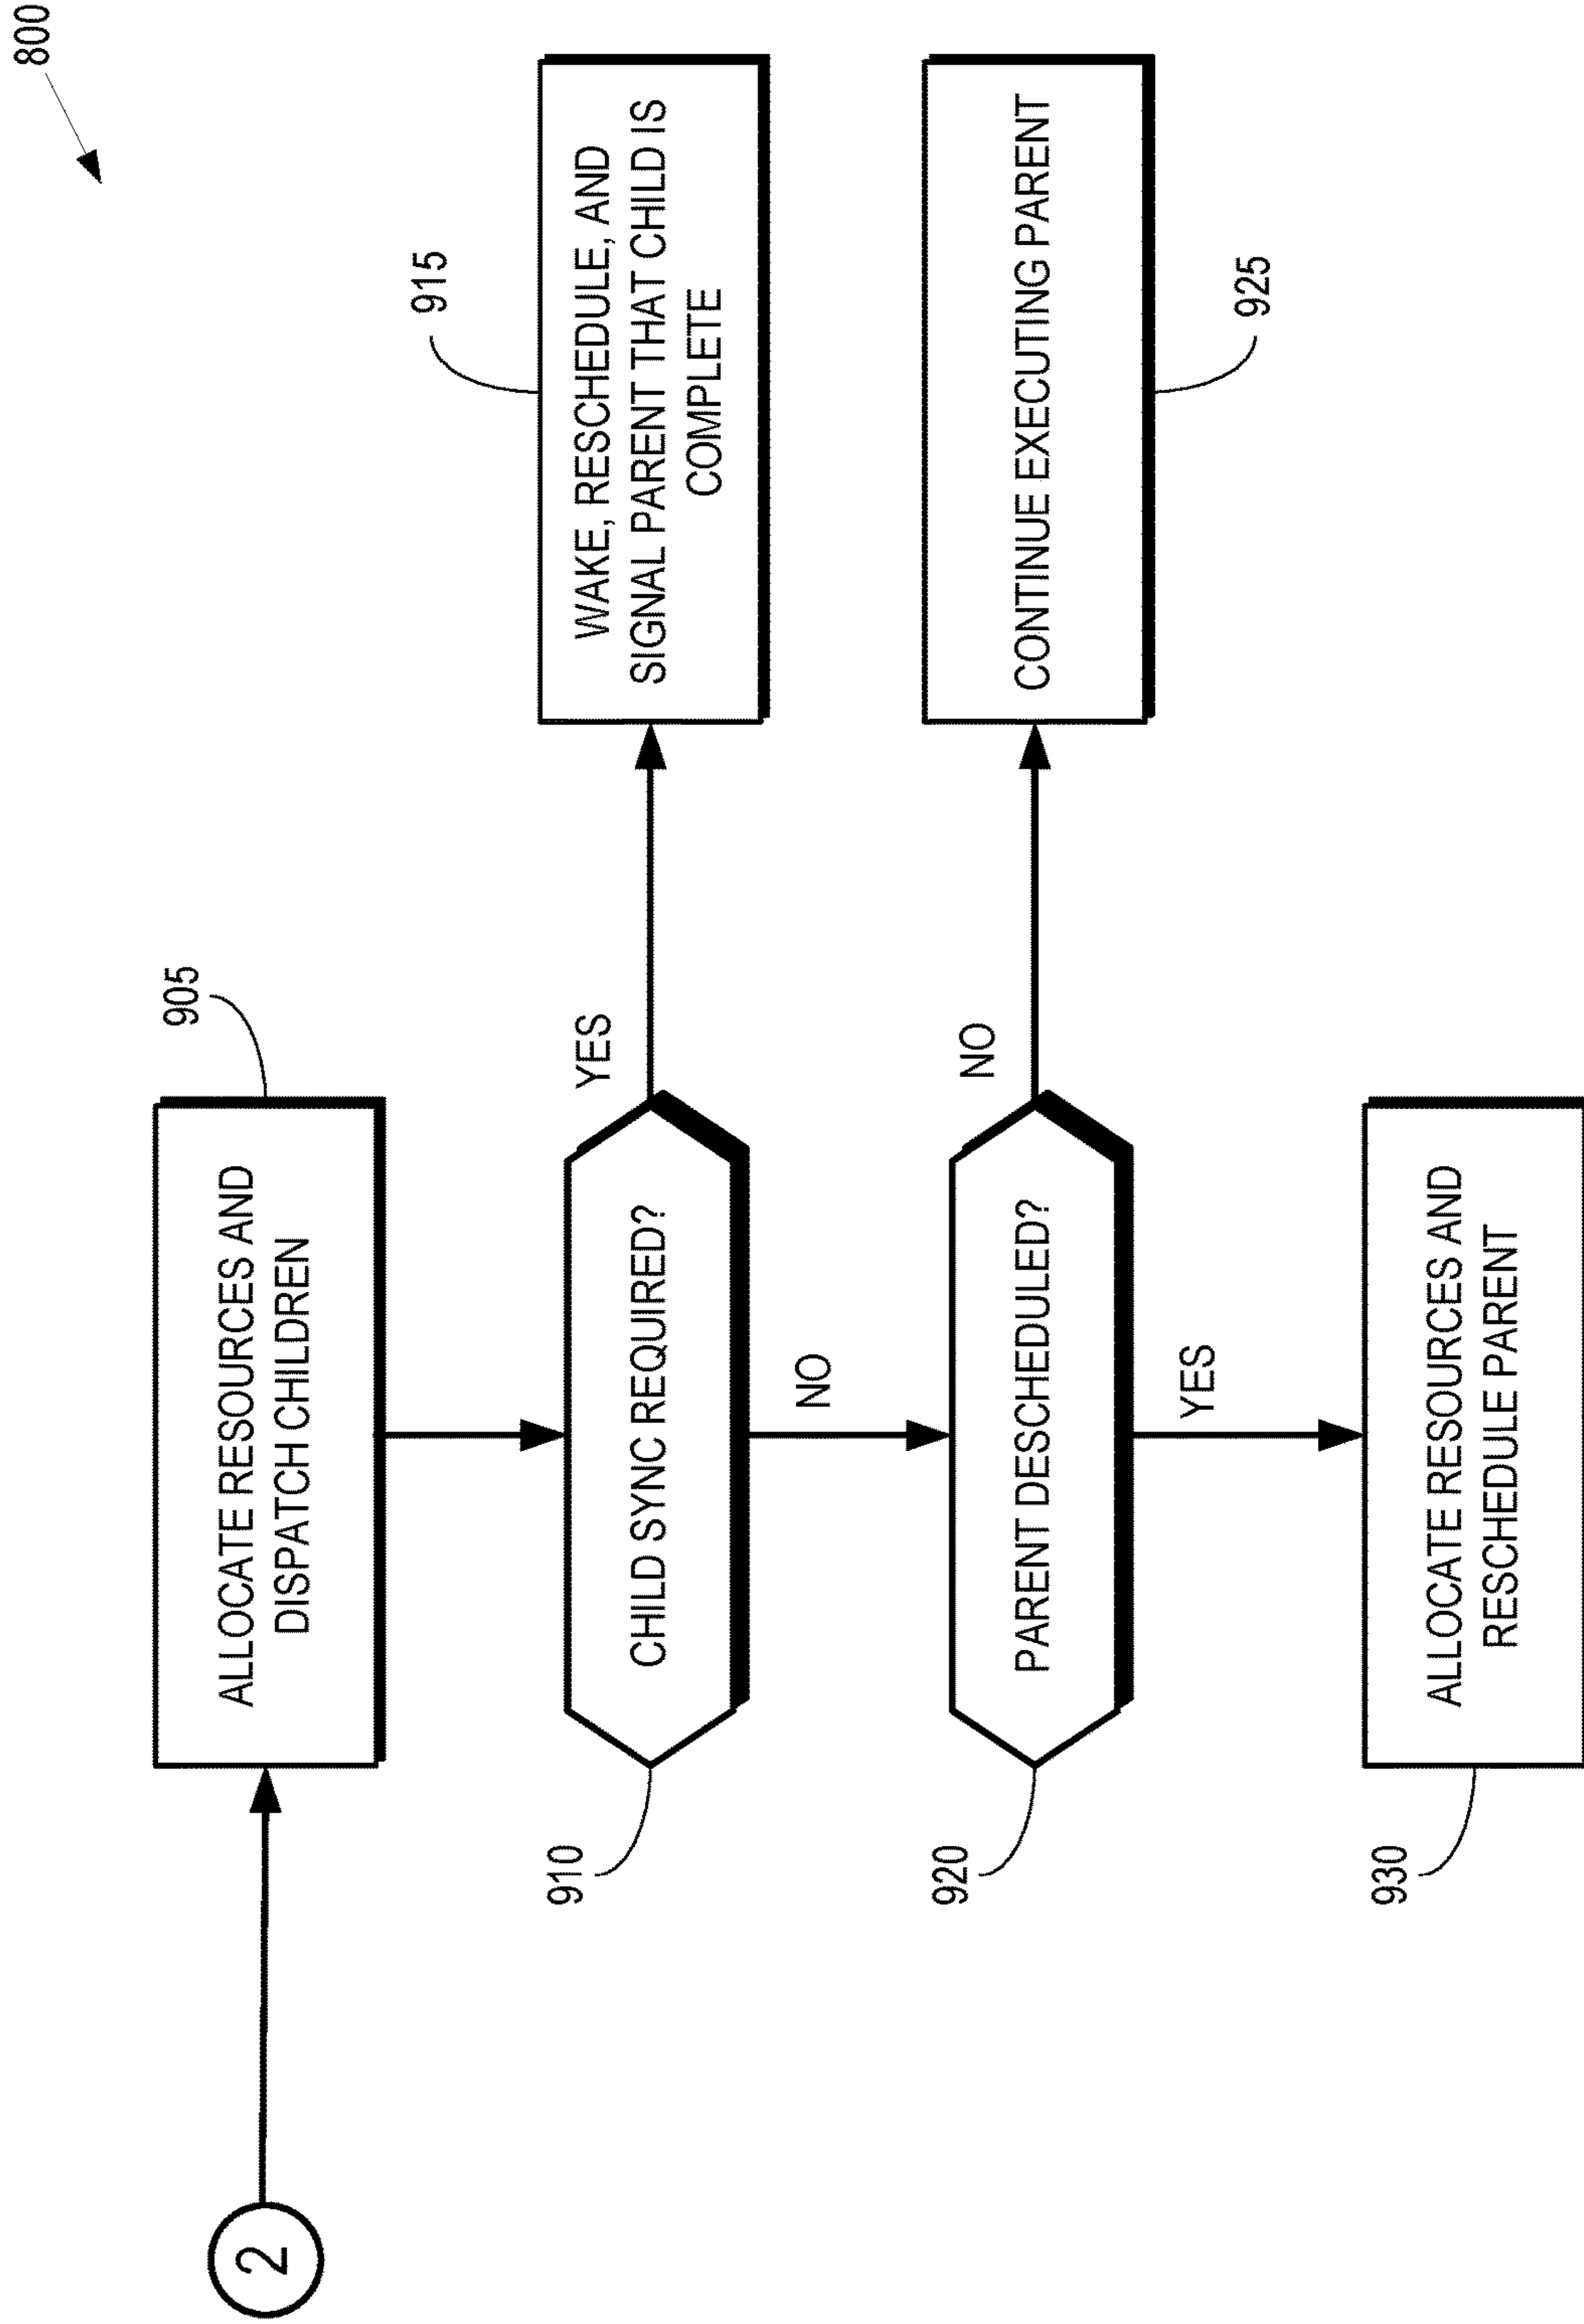 800
2
905
ALLOCATE RESOURCES AND
DISPATCH CHILDREN
910
CHILD SYNC REQUIRED?
YES
915
WAKE, RESCHEDULE, AND
SIGNAL PARENT THAT CHILD IS
COMPLETE
NO
920
PARENT DESCHEDULED?
NO
CONTINUE EXECUTING PARENT
925
YES
930
ALLOCATE RESOURCES AND
RESCHEDULE PARENT